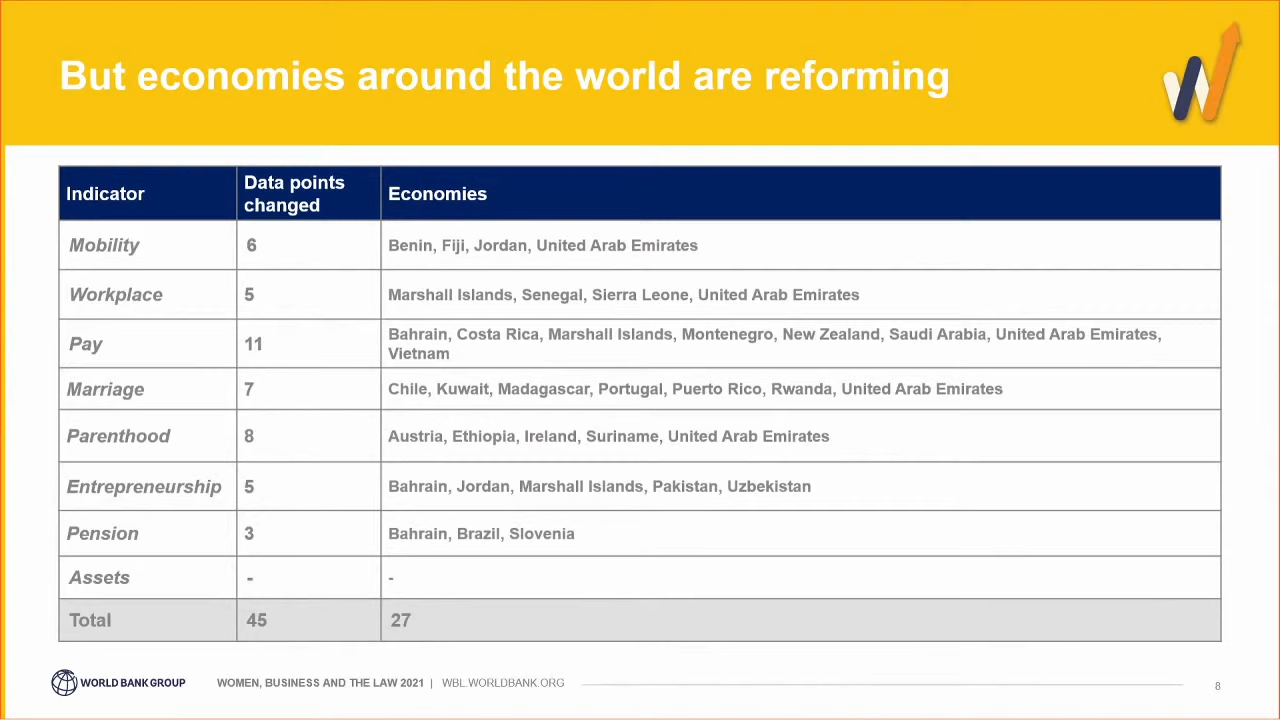 But economies around the world are reforming
Indicator
Data points
changed
Economies
Mobility
6
Benin, Fiji, Jordan, United Arab Emirates
Workplace
5
Marshall Islands, Senegal, Sierra Leone, United Arab Emirates
Pay
11
Bahrain, Costa Rica, Marshall Islands, Montenegro, New Zealand, Saudi Arabia, United Arab Emirates,
Vietnam
Marriage
7
Chile, Kuwait, Madagascar, Portugal, Puerto Rico, Rwanda, United Arab Emirates
Parenthood
8
Austria, Ethiopia, Ireland, Suriname, United Arab Emirates
Entrepreneurship
5
Bahrain, Jordan, Marshall Islands, Pakistan, Uzbekistan
Pension
3
Bahrain, Brazil, Slovenia
Assets
-
-
Total
45
27
WORLD BANK GROUP
WOMEN, BUSINESS AND THE LAW 2021 | WBL.WORLDBANK.ORG
8